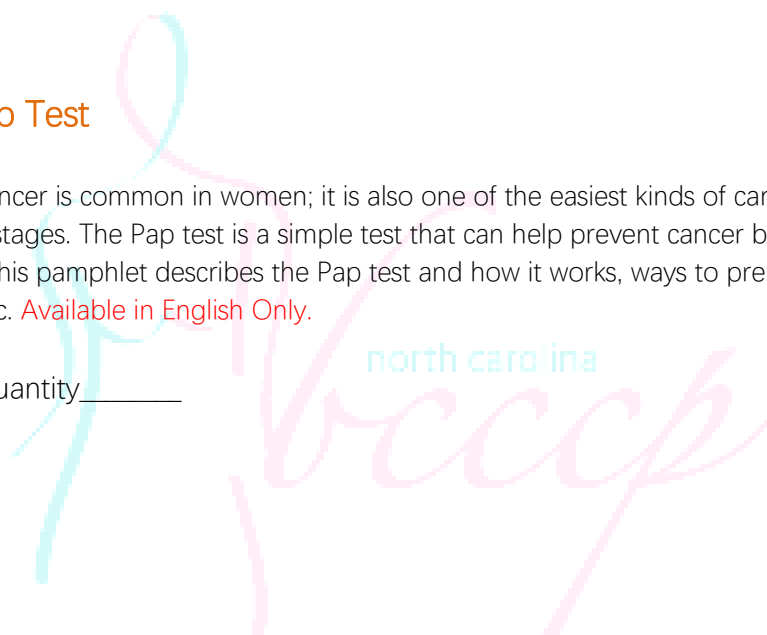 p Test
ncer is common in women; it is also one of the easiest kinds of can
stages. The Pap test is a simple test that can help prevent cancer b
his pamphlet describes the Pap test and how it works, ways to pre
c. Available in English Only.
north carolina
uantity________
bcccp